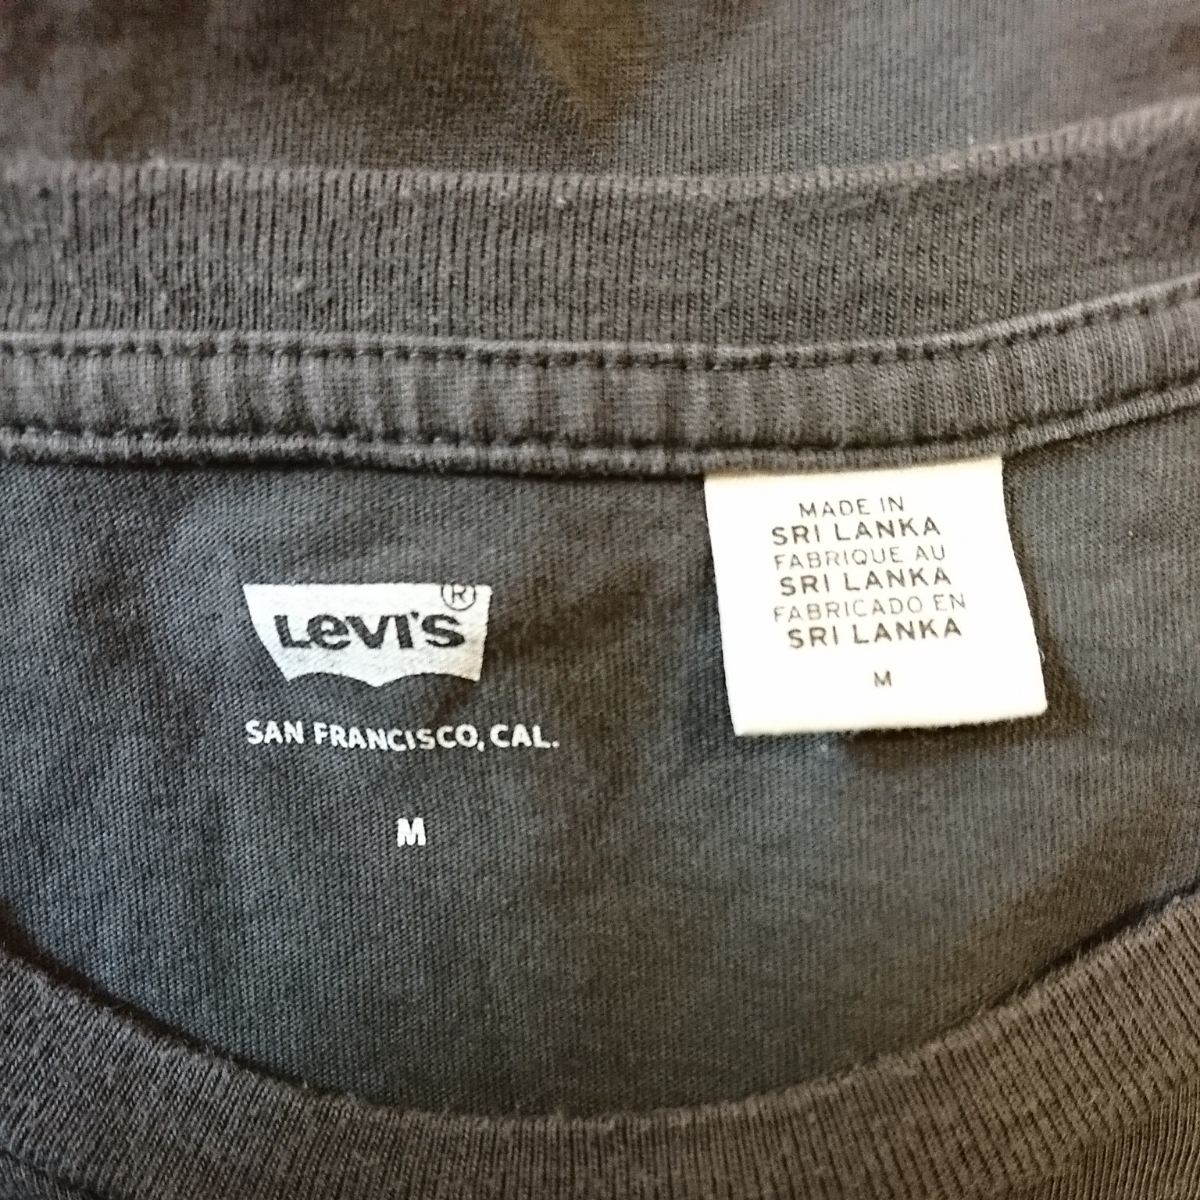 LEVI'S®
SAN FRANCISCO, CAL.
M
MADE IN
SRI LANKA
FABRIQUE AU
SRI LANKA
FABRICADO EN
SRI LANKA
M